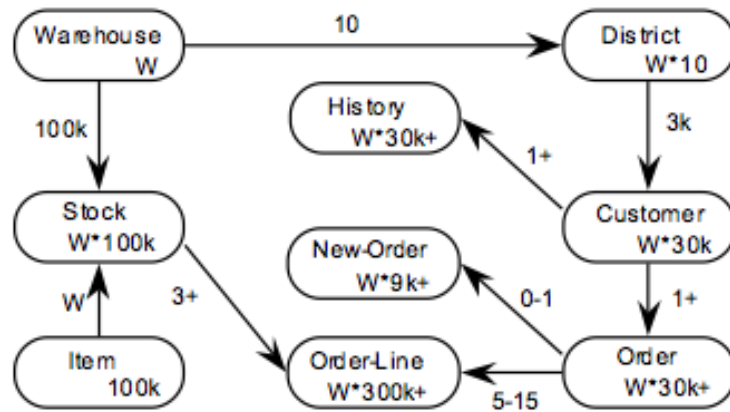 Warehouse
W
10
District
W*10
History
W*30k+
100k
3k
1+
Stock
W*100k
Customer
W*30k
New-Order
W*9k+
W
3+
0-1
1+
Item
100k
Order-Line
W*300k+
5-15
Order
W*30k+